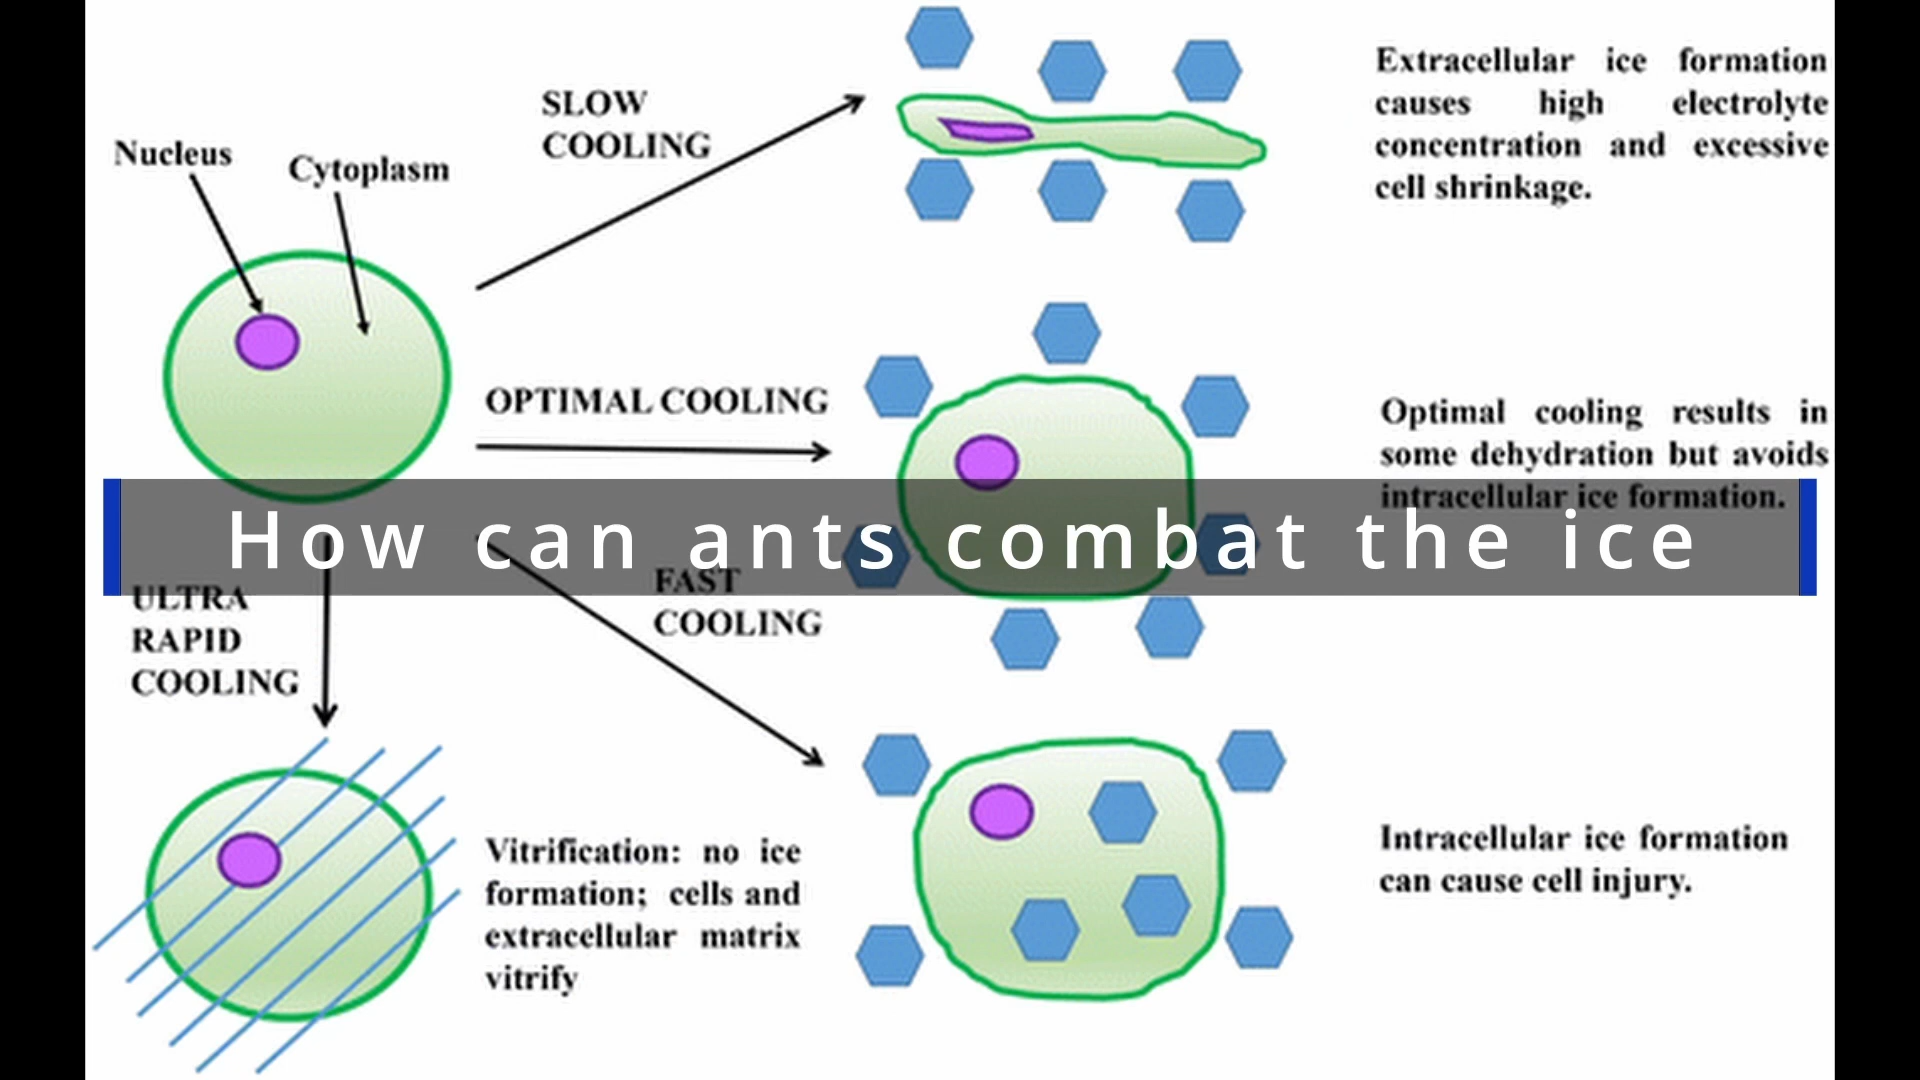 Nucleus
Cytoplasm
SLOW
COOLING
Extracellular ice formation
causes high electrolyte
concentration and excessive
cell shrinkage.
OPTIMAL COOLING
Optimal cooling results in
some dehydration but avoids
intracellular ice formation.
How can ants combat the ice
ULTRA
RAPID
COOLING
FAST
COOLING
Vitrification: no ice
formation; cells and
extracellular matrix
vitrify
Intracellular ice formation
can cause cell injury.